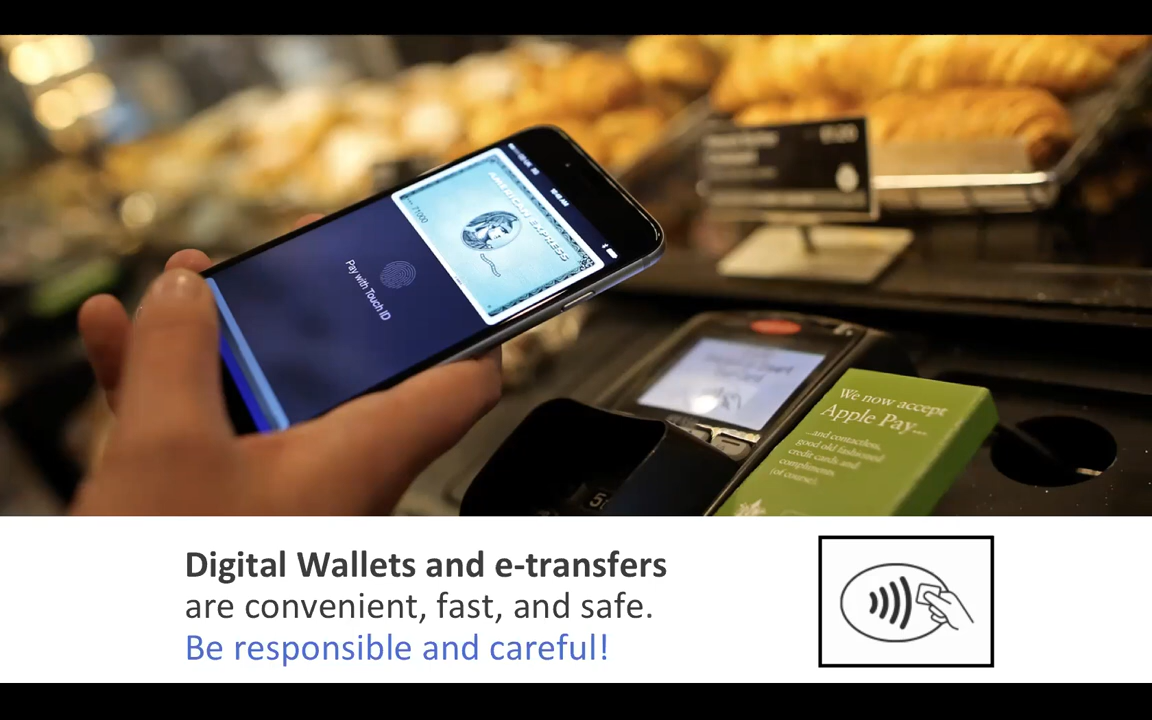 AMERICAN EXPRESS
Pay with Touch ID
We now accept
Apple Pay...
...and contactless,
good old fashioned
credit cards and
compliments
(of course).
Digital Wallets and e-transfers
are convenient, fast, and safe.
Be responsible and careful!